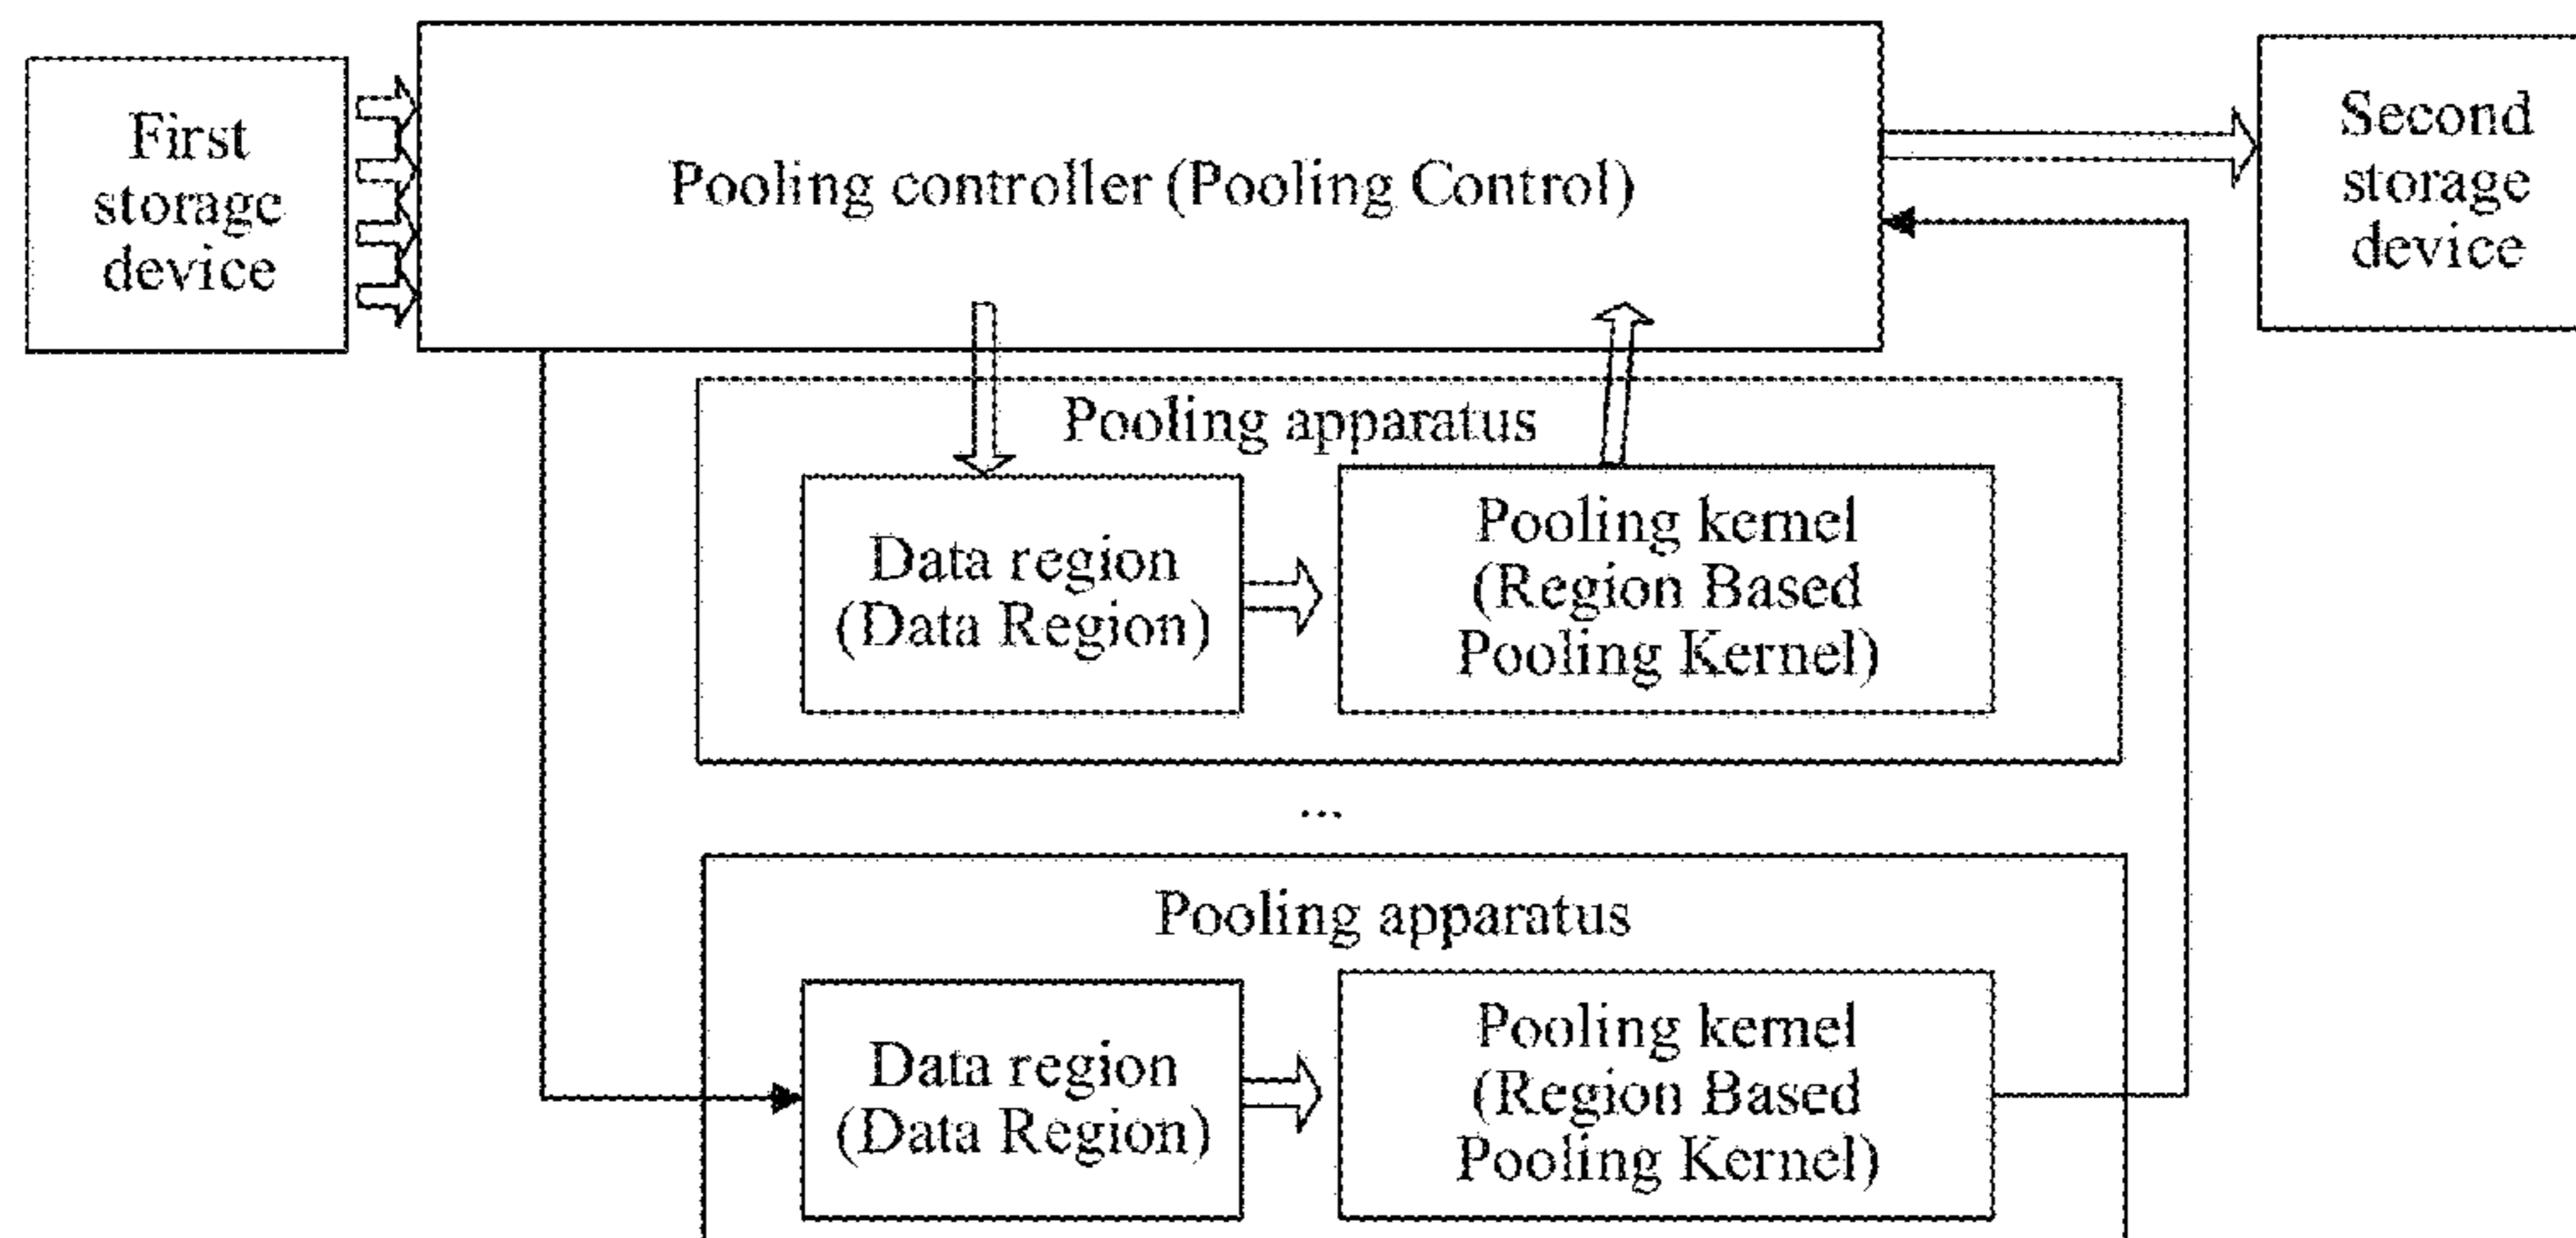 First
storage
device
Pooling controller (Pooling Control)
Second
storage
device
Pooling apparatus
Data region
(Data Region)
Pooling kernel
(Region Based
Pooling Kernel)
...
Pooling apparatus
Data region
(Data Region)
Pooling kernel
(Region Based
Pooling Kernel)